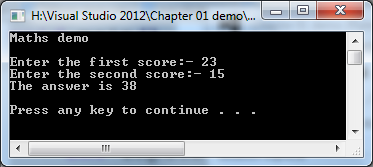 H:\Visual Studio 2012\Chapter 01 demo\...
Maths demo
Enter the first score:- 23
Enter the second score:- 15
The answer is 38
Press any key to continue . . .